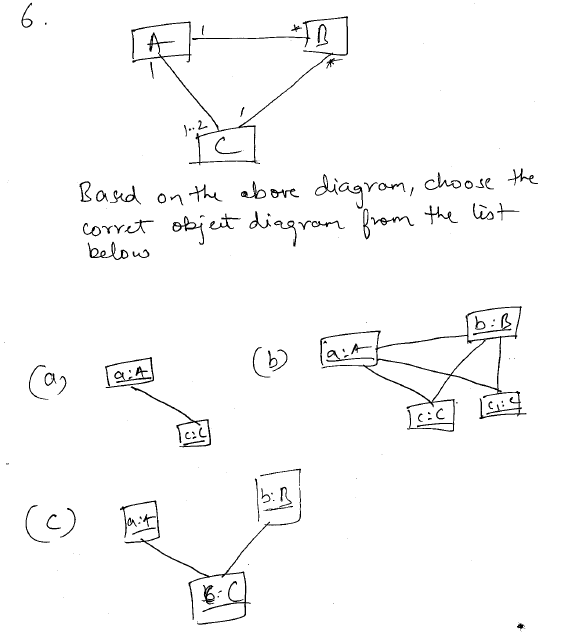 6.
A 1 * B
1 *
1..2 1
C
Based on the above diagram, choose the
corret object diagram from the list
below
(a) a:A
c:C
(b) a:A b:B
c:C c1:C
(c) a:A b:B
:C